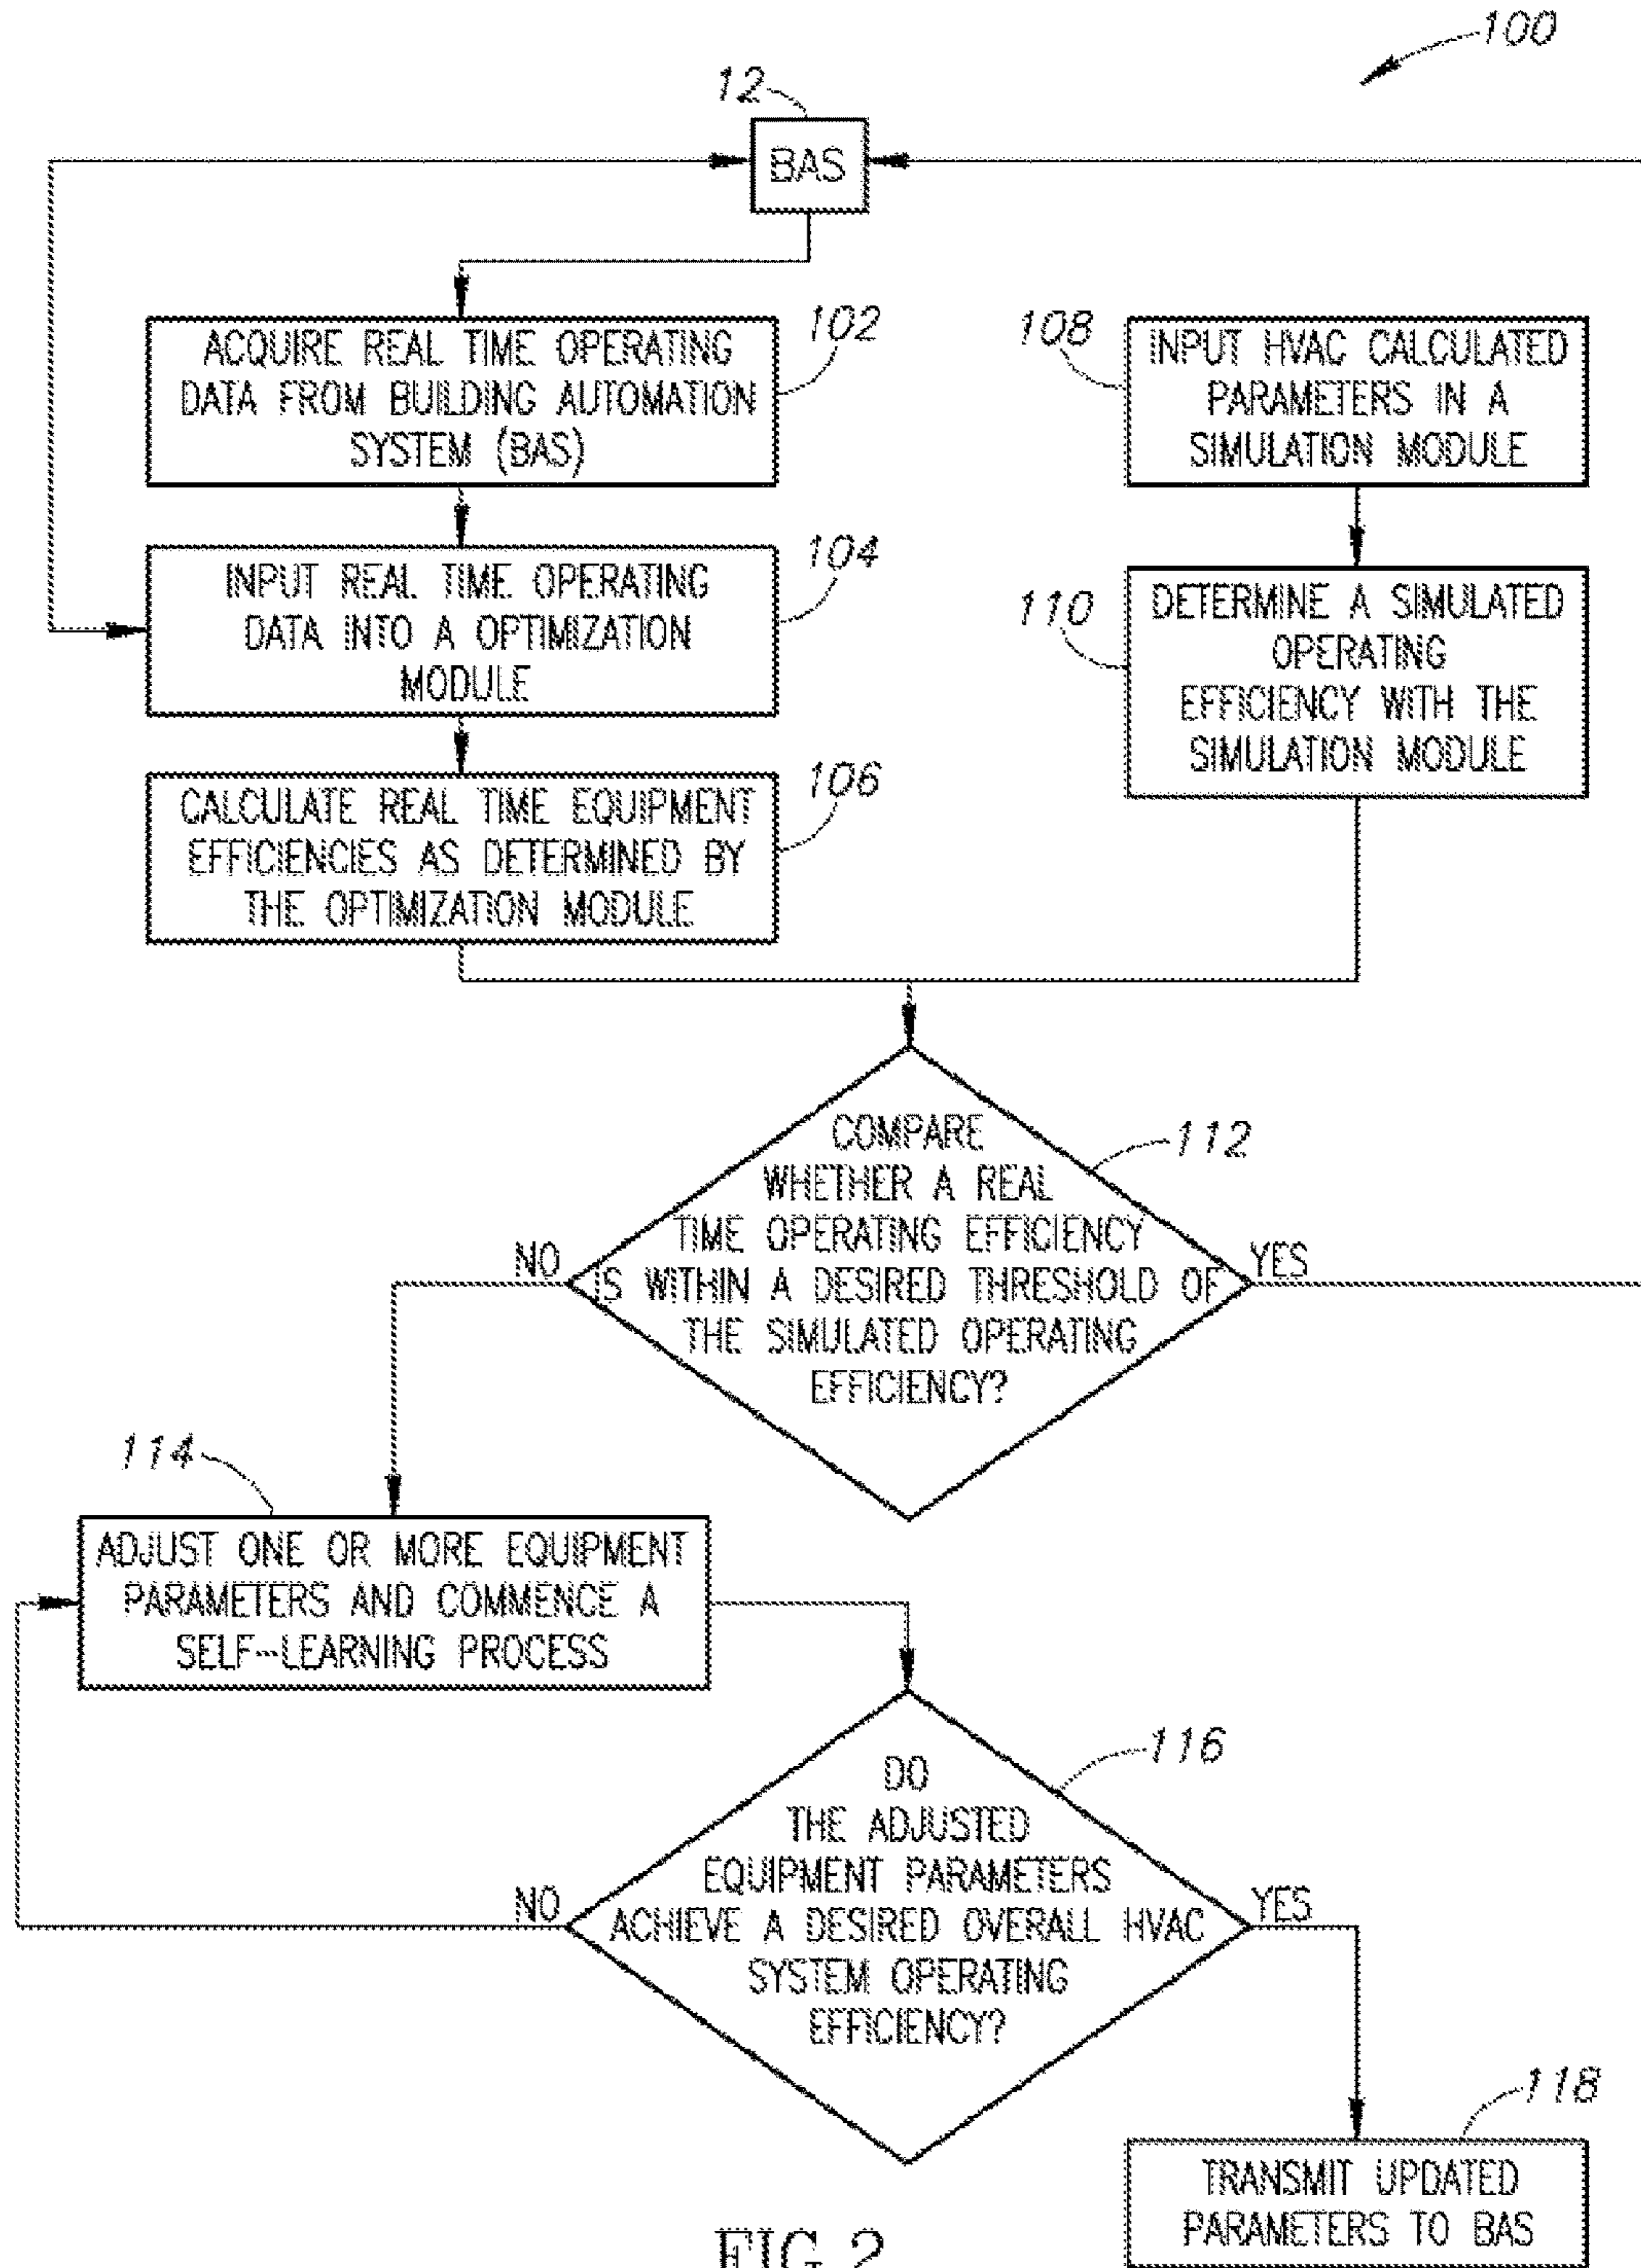 100
12
BAS
102
ACQUIRE REAL TIME OPERATING
DATA FROM BUILDING AUTOMATION
SYSTEM (BAS)
108
INPUT HVAC CALCULATED
PARAMETERS IN A
SIMULATION MODULE
104
INPUT REAL TIME OPERATING
DATA INTO A OPTIMIZATION
MODULE
110
DETERMINE A SIMULATED
OPERATING
EFFICIENCY WITH THE
SIMULATION MODULE
106
CALCULATE REAL TIME EQUIPMENT
EFFICIENCIES AS DETERMINED BY
THE OPTIMIZATION MODULE
112
COMPARE
WHETHER A REAL
TIME OPERATING EFFICIENCY
IS WITHIN A DESIRED THRESHOLD OF
THE SIMULATED OPERATING
EFFICIENCY?
NO
YES
114
ADJUST ONE OR MORE EQUIPMENT
PARAMETERS AND COMMENCE A
SELF-LEARNING PROCESS
116
DO
THE ADJUSTED
EQUIPMENT PARAMETERS
ACHIEVE A DESIRED OVERALL HVAC
SYSTEM OPERATING
EFFICIENCY?
NO
YES
118
TRANSMIT UPDATED
PARAMETERS TO BAS
FIG. 2